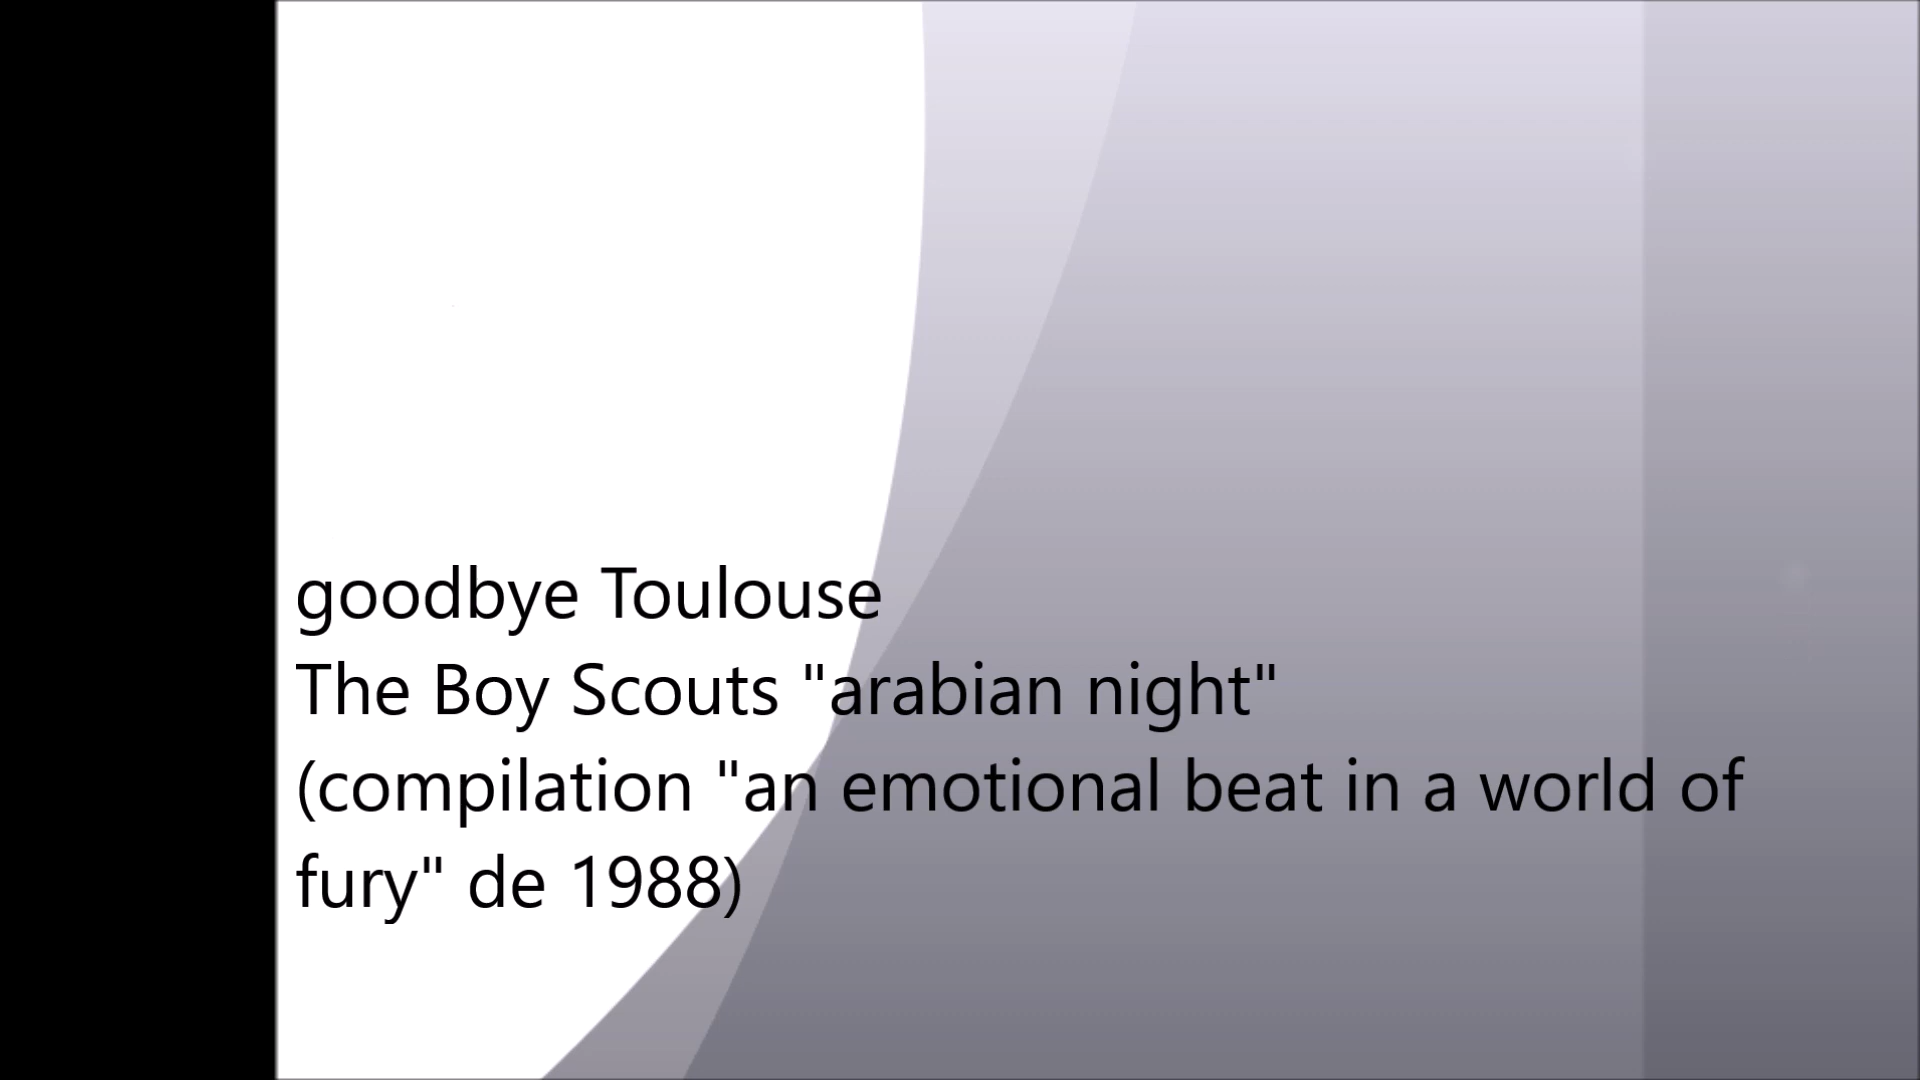 goodbye Toulouse
The Boy Scouts "arabian night"
(compilation "an emotional beat in a world of
fury" de 1988)